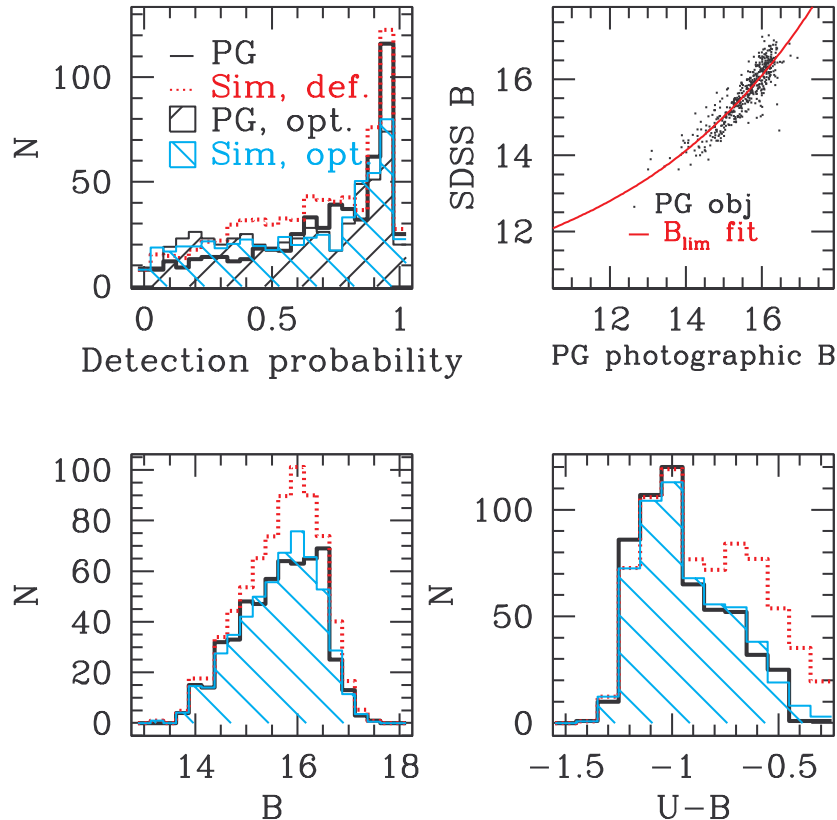 PG
Sim, def.
PG, opt.
Sim, opt
N
100
50
0
0 0.5 1
Detection probability
SDSS B
16
14
12
PG obj
B_lim fit
12 14 16
PG photographic B
N
100
80
60
40
20
0
14 16 18
B
N
100
50
0
−1.5 −1 −0.5
U−B